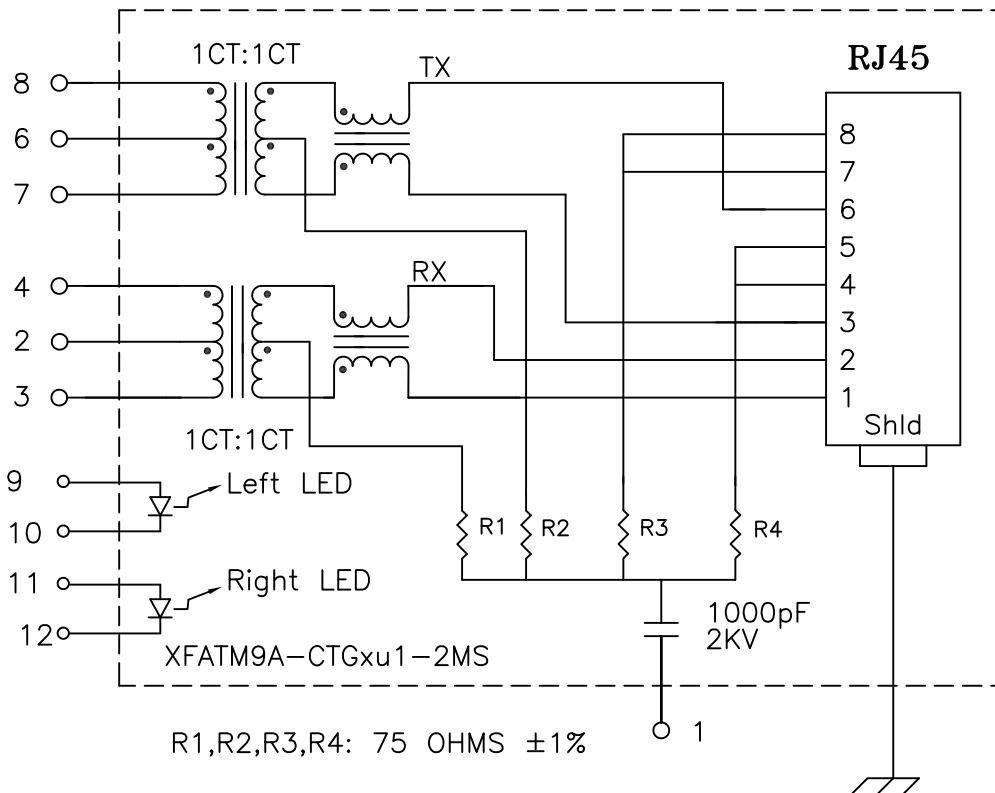 1CT:1CT
TX
RJ45
8
6
7
8
7
6
5
4
3
2
1
Shld
4
2
3
RX
1CT:1CT
9
10
Left LED
11
12
Right LED
R1
R2
R3
R4
1000pF
2KV
XFATM9A-CTGxu1-2MS
1
R1,R2,R3,R4: 75 OHMS ±1%